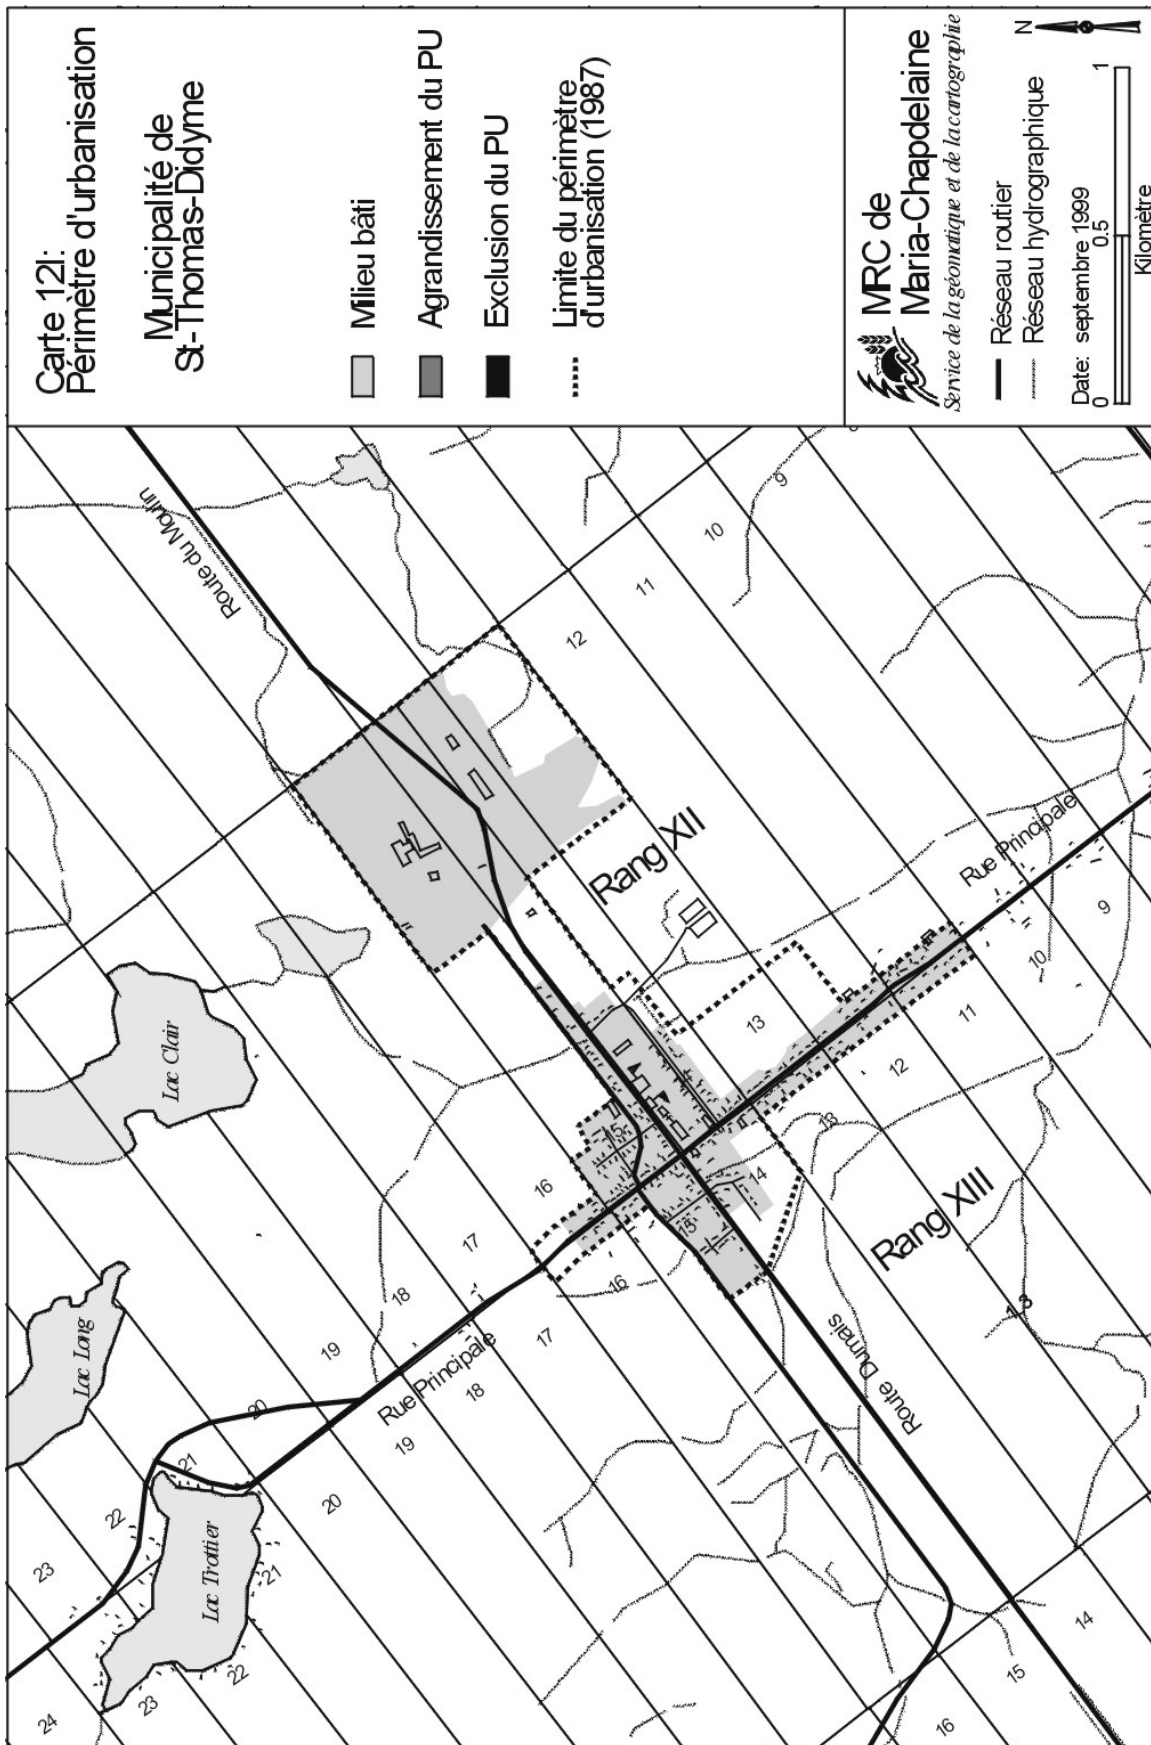 Carte 12I:
Périmètre d'urbanisation
Municipalité de
St-Thomas-Didyme
Milieu bâti
Agrandissement du PU
Exclusion du PU
Limite du périmètre
d'urbanisation (1987)
MRC de
Maria-Chapdelaine
Service de la géomatique et de la cartographie
Réseau routier
Réseau hydrographique
Date: septembre 1999
0 0.5 1
Kilomètre
N
Route du Moulin
Lac Clair
Lac Long
Lac Trottier
Rue Principale
Rue Principale
Rang XII
Rang XIII
Route Dumais
9
10
11
12
13
14
15
16
17
18
19
20
21
22
23
24
9
10
11
12
13
14
15
16
17
18
19
20
21
22
23
13
14
15
16